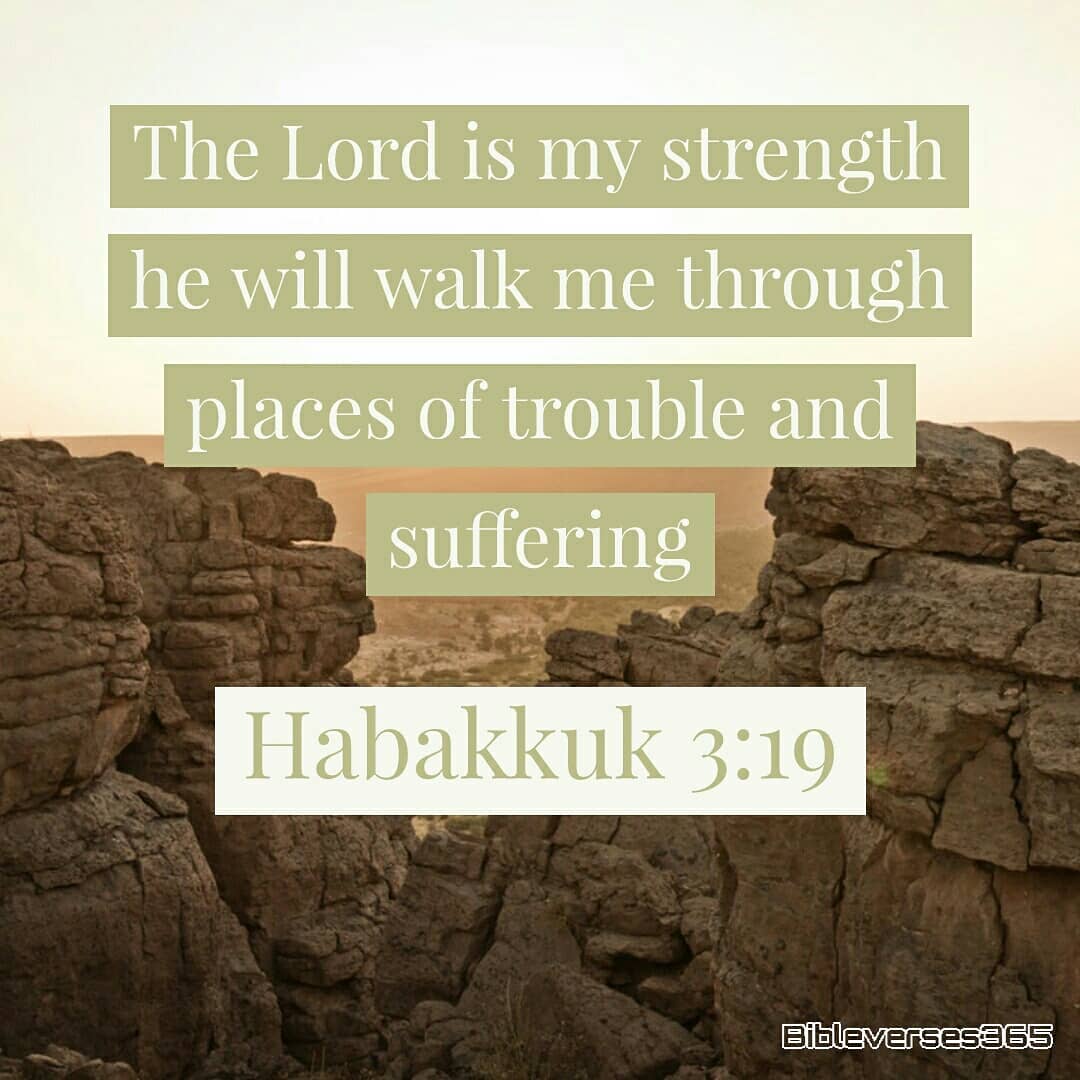 The Lord is my strength
he will walk me through
places of trouble and
suffering
Habakkuk 3:19
Bibleverses365